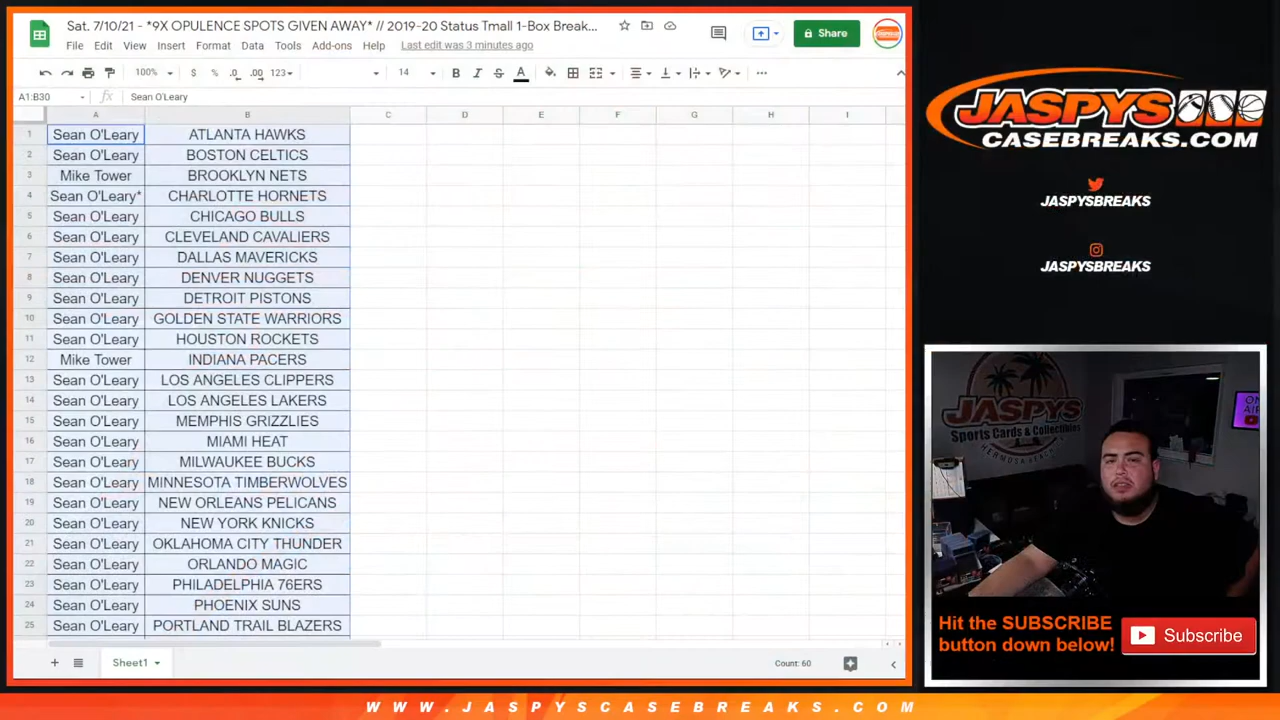 Sat. 7/10/21 - *9X OPULENCE SPOTS GIVEN AWAY* // 2019-20 Status Tmall 1-Box Break...
File Edit View Insert Format Data Tools Add-ons Help Last edit was 3 minutes ago
Share
100% $ % .0 .00 123 14 B I S A
A1:B30 fx Sean O'Leary
A B C D E F G H I
1 Sean O'Leary ATLANTA HAWKS
2 Sean O'Leary BOSTON CELTICS
3 Mike Tower BROOKLYN NETS
4 Sean O'Leary* CHARLOTTE HORNETS
5 Sean O'Leary CHICAGO BULLS
6 Sean O'Leary CLEVELAND CAVALIERS
7 Sean O'Leary DALLAS MAVERICKS
8 Sean O'Leary DENVER NUGGETS
9 Sean O'Leary DETROIT PISTONS
10 Sean O'Leary GOLDEN STATE WARRIORS
11 Sean O'Leary HOUSTON ROCKETS
12 Mike Tower INDIANA PACERS
13 Sean O'Leary LOS ANGELES CLIPPERS
14 Sean O'Leary LOS ANGELES LAKERS
15 Sean O'Leary MEMPHIS GRIZZLIES
16 Sean O'Leary MIAMI HEAT
17 Sean O'Leary MILWAUKEE BUCKS
18 Sean O'Leary MINNESOTA TIMBERWOLVES
19 Sean O'Leary NEW ORLEANS PELICANS
20 Sean O'Leary NEW YORK KNICKS
21 Sean O'Leary OKLAHOMA CITY THUNDER
22 Sean O'Leary ORLANDO MAGIC
23 Sean O'Leary PHILADELPHIA 76ERS
24 Sean O'Leary PHOENIX SUNS
25 Sean O'Leary PORTLAND TRAIL BLAZERS
Sheet1
Count: 60
JASPYS
CASEBREAKS.COM
JASPYSBREAKS
JASPYSBREAKS
JASPYS
Sports Cards & Collectibles
HERMOSA BEACH
ON
AIR
Hit the SUBSCRIBE
button down below!
Subscribe
WWW.JASPYSCASEBREAKS.COM